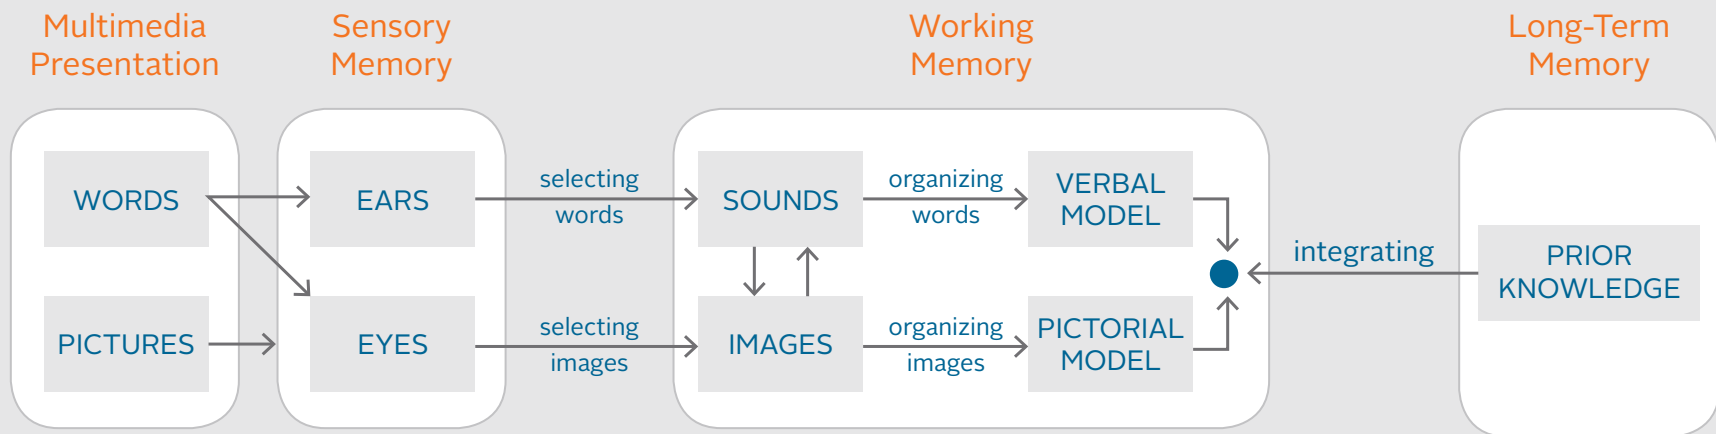 Multimedia
Presentation
Sensory
Memory
Working
Memory
Long-Term
Memory
WORDS
EARS
selecting
words
SOUNDS
organizing
words
VERBAL
MODEL
integrating
PRIOR
KNOWLEDGE
PICTURES
EYES
selecting
images
IMAGES
organizing
images
PICTORIAL
MODEL